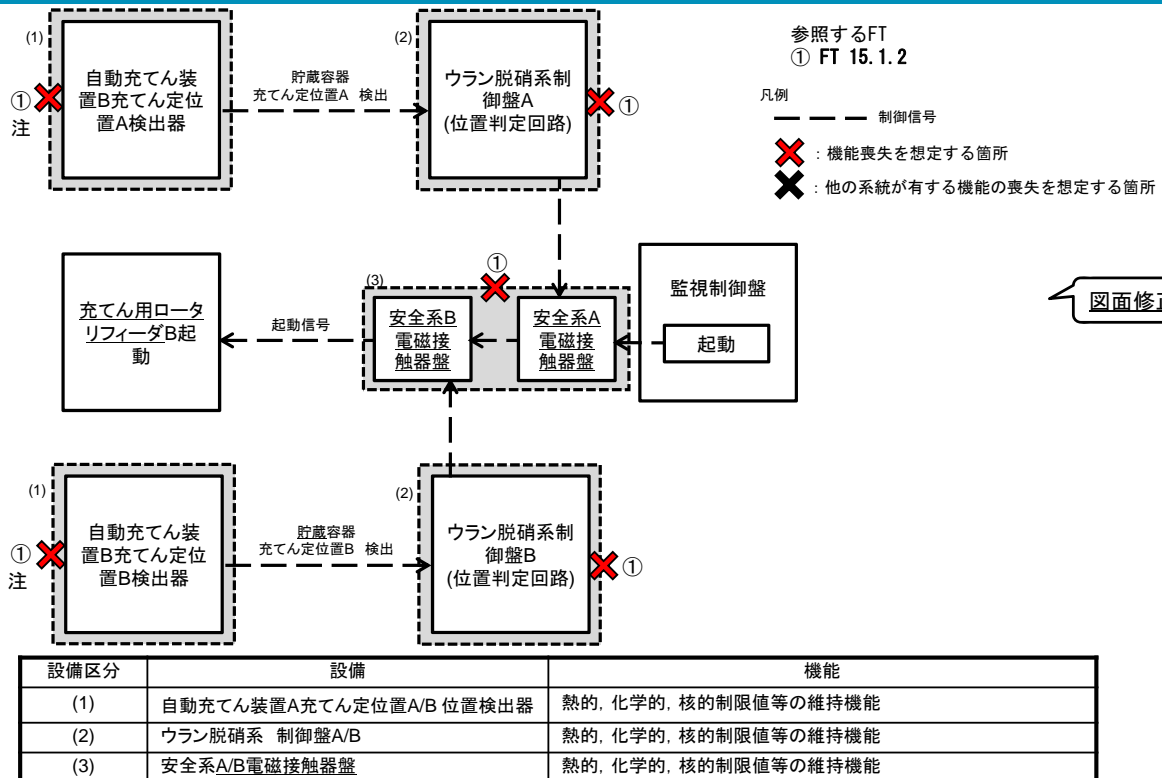 参照するFT
① FT 15.1.2
凡例
制御信号
：機能喪失を想定する箇所
：他の系統が有する機能の喪失を想定する箇所
(1)
①
注
自動充てん装
置B充てん定位
置A検出器
貯蔵容器
充てん定位置A 検出
(2)
ウラン脱硝系制
御盤A
(位置判定回路)
①
充てん用ロータ
リフィーダB起
動
起動信号
(3)
①
安全系B
電磁接
触器盤
安全系A
電磁接
触器盤
監視制御盤
起動
図面修正
(1)
①
注
自動充てん装
置B充てん定位
置B検出器
貯蔵容器
充てん定位置B 検出
(2)
ウラン脱硝系制
御盤B
(位置判定回路)
①
設備区分 設備 機能
(1) 自動充てん装置A充てん定位置A/B 位置検出器 熱的, 化学的, 核的制限値等の維持機能
(2) ウラン脱硝系 制御盤A/B 熱的, 化学的, 核的制限値等の維持機能
(3) 安全系A/B電磁接触器盤 熱的, 化学的, 核的制限値等の維持機能